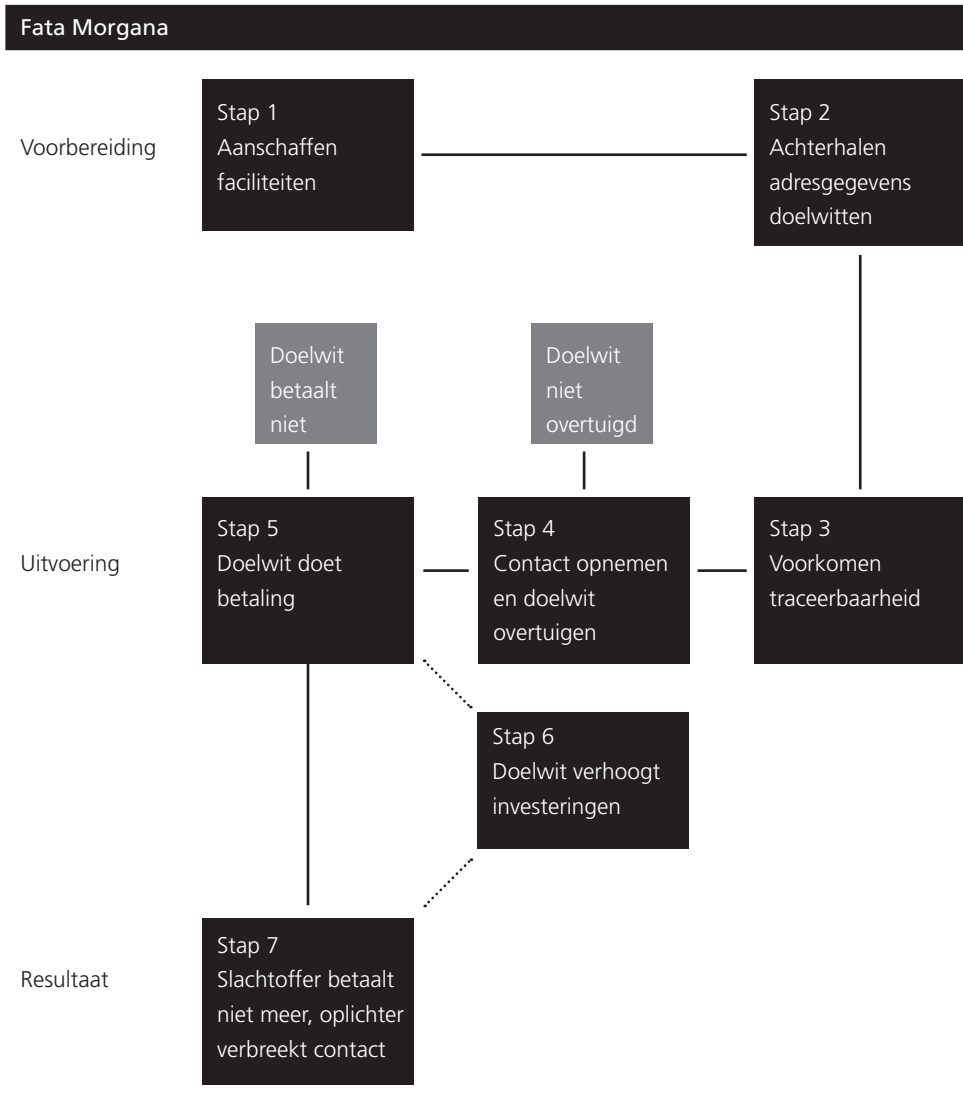 Fata Morgana
Voorbereiding
Stap 1
Aanschaffen
faciliteiten
Stap 2
Achterhalen
adresgegevens
doelwitten
Doelwit
betaalt
niet
Doelwit
niet
overtuigd
Uitvoering
Stap 5
Doelwit doet
betaling
Stap 4
Contact opnemen
en doelwit
overtuigen
Stap 3
Voorkomen
traceerbaarheid
Stap 6
Doelwit verhoogt
investeringen
Resultaat
Stap 7
Slachtoffer betaalt
niet meer, oplichter
verbreekt contact